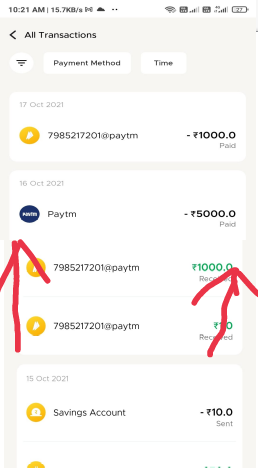 10:21 AM | 15.7KB/s
All Transactions
Payment Method
Time
17 Oct 2021
7985217201@paytm
- ₹1000.0
Paid
16 Oct 2021
Paytm
Paytm
- ₹5000.0
Paid
7985217201@paytm
₹1000.0
Received
7985217201@paytm
Received
15 Oct 2021
Savings Account
- ₹10.0
Sent